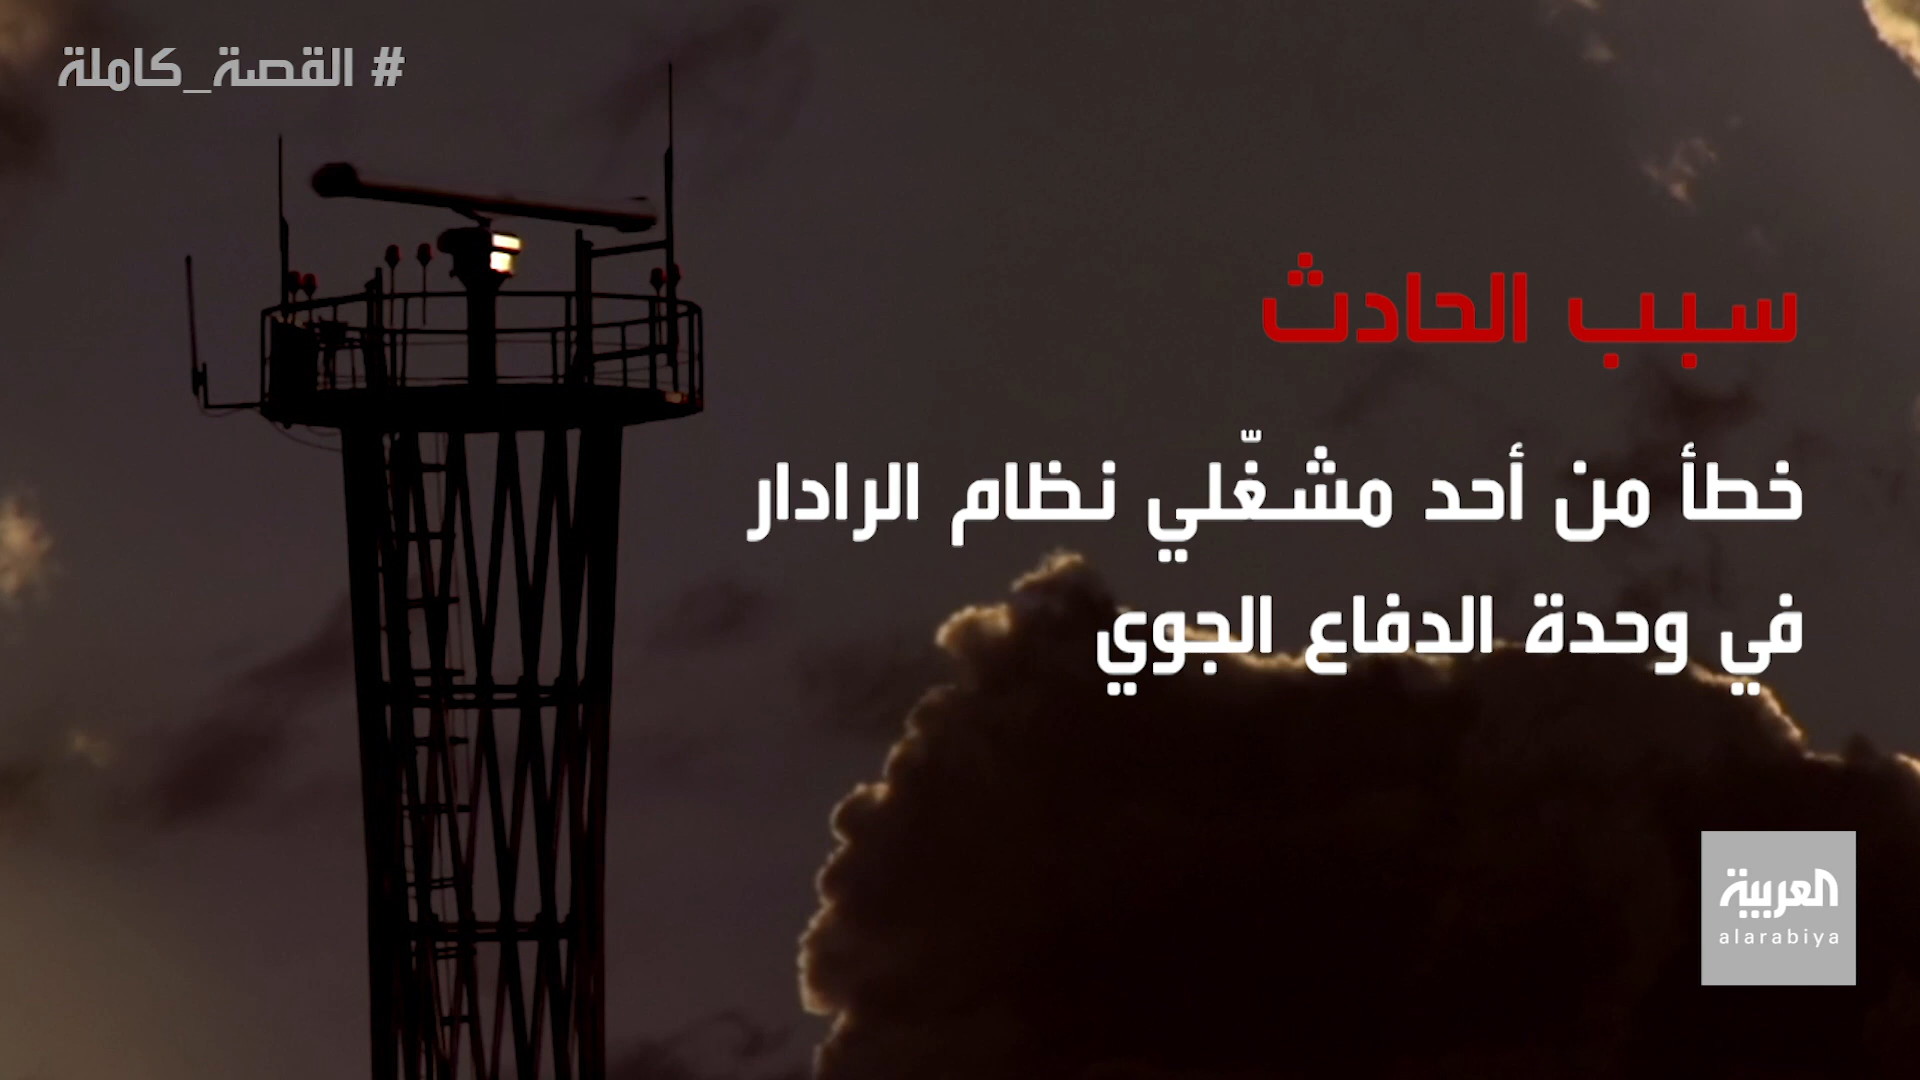 # القصة_كاملة
سبب الحادث
خطأ من أحد مشغّلي نظام الرادار
في وحدة الدفاع الجوي
العربية
alarabiya